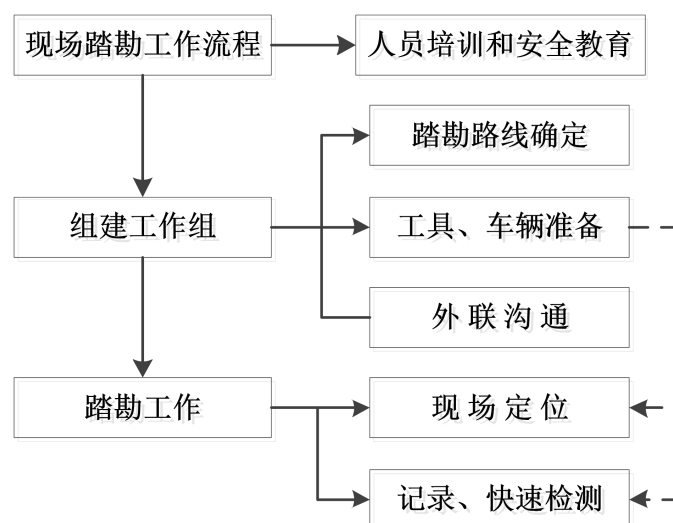 现场踏勘工作流程
人员培训和安全教育
踏勘路线确定
组建工作组
工具、车辆准备
外联沟通
踏勘工作
现场定位
记录、快速检测